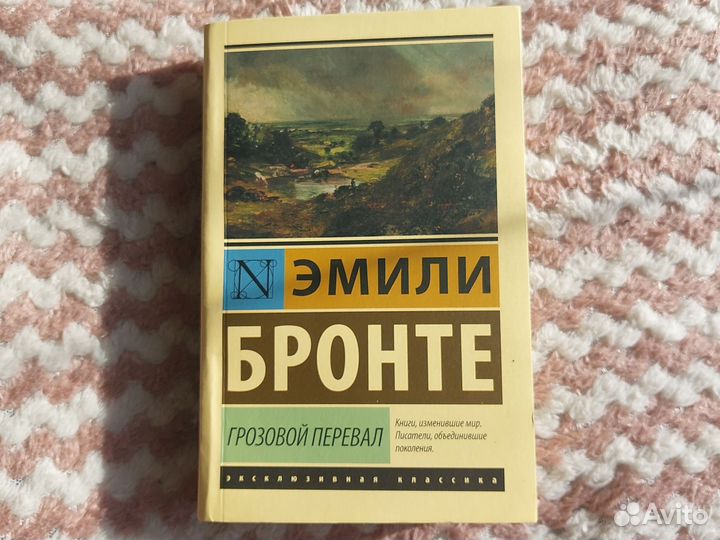 N ЭМИЛИ
БРОНТЕ
ГРОЗОВОЙ ПЕРЕВАЛ
Книги, изменившие мир.
Писатели, объединившие
поколения.
эксклюзивная классика
Avito